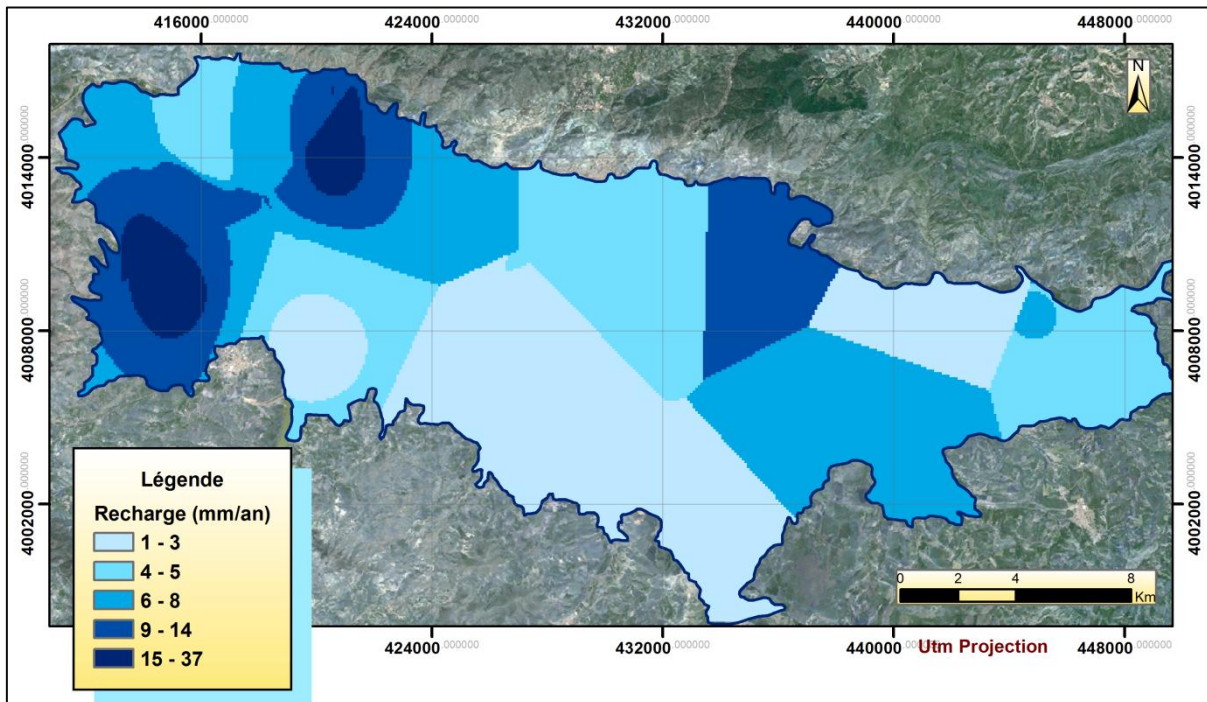 416000.000000 424000.000000 432000.000000 440000.000000 448000.000000
N
4014000.000000 4014000.000000
4008000.000000 4008000.000000
4002000.000000 4002000.000000
Légende
Recharge (mm/an)
1 - 3
4 - 5
6 - 8
9 - 14
15 - 37
0 2 4 8
Km
424000.000000 432000.000000 440000.000000 448000.000000
Utm Projection